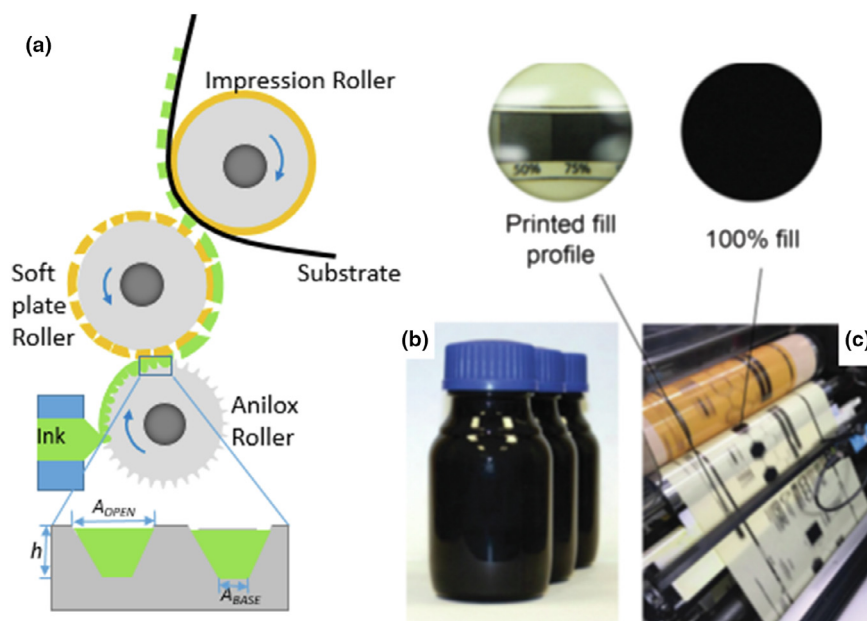 (a)
Impression Roller
Substrate
Soft
plate
Roller
Ink
Anilox
Roller
A_OPEN
h
A_BASE
50% 75%
Printed fill
profile
100% fill
(b)
(c)